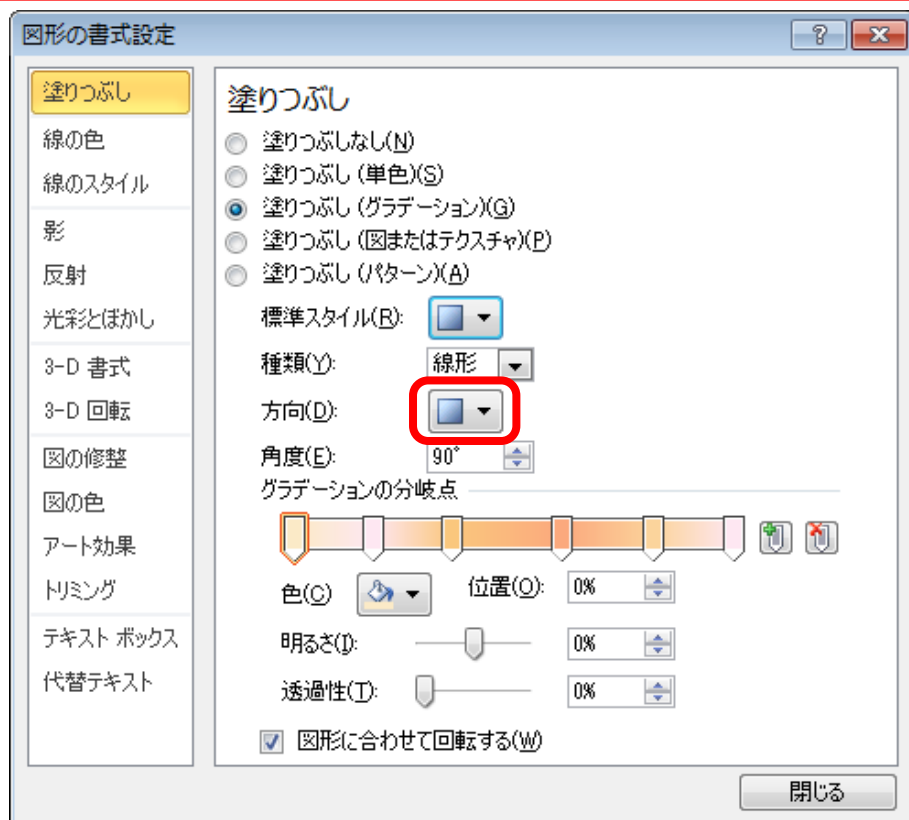 図形の書式設定
塗りつぶし
線の色
線のスタイル
影
反射
光彩とぼかし
3-D 書式
3-D 回転
図の修整
図の色
アート効果
トリミング
テキスト ボックス
代替テキスト
塗りつぶし
塗りつぶしなし(N)
塗りつぶし (単色)(S)
塗りつぶし (グラデーション)(G)
塗りつぶし (図またはテクスチャ)(P)
塗りつぶし (パターン)(A)
標準スタイル(R):
種類(Y): 線形
方向(D):
角度(E): 90°
グラデーションの分岐点
色(C) 位置(O): 0%
明るさ(I): 0%
透過性(T): 0%
図形に合わせて回転する(W)
閉じる